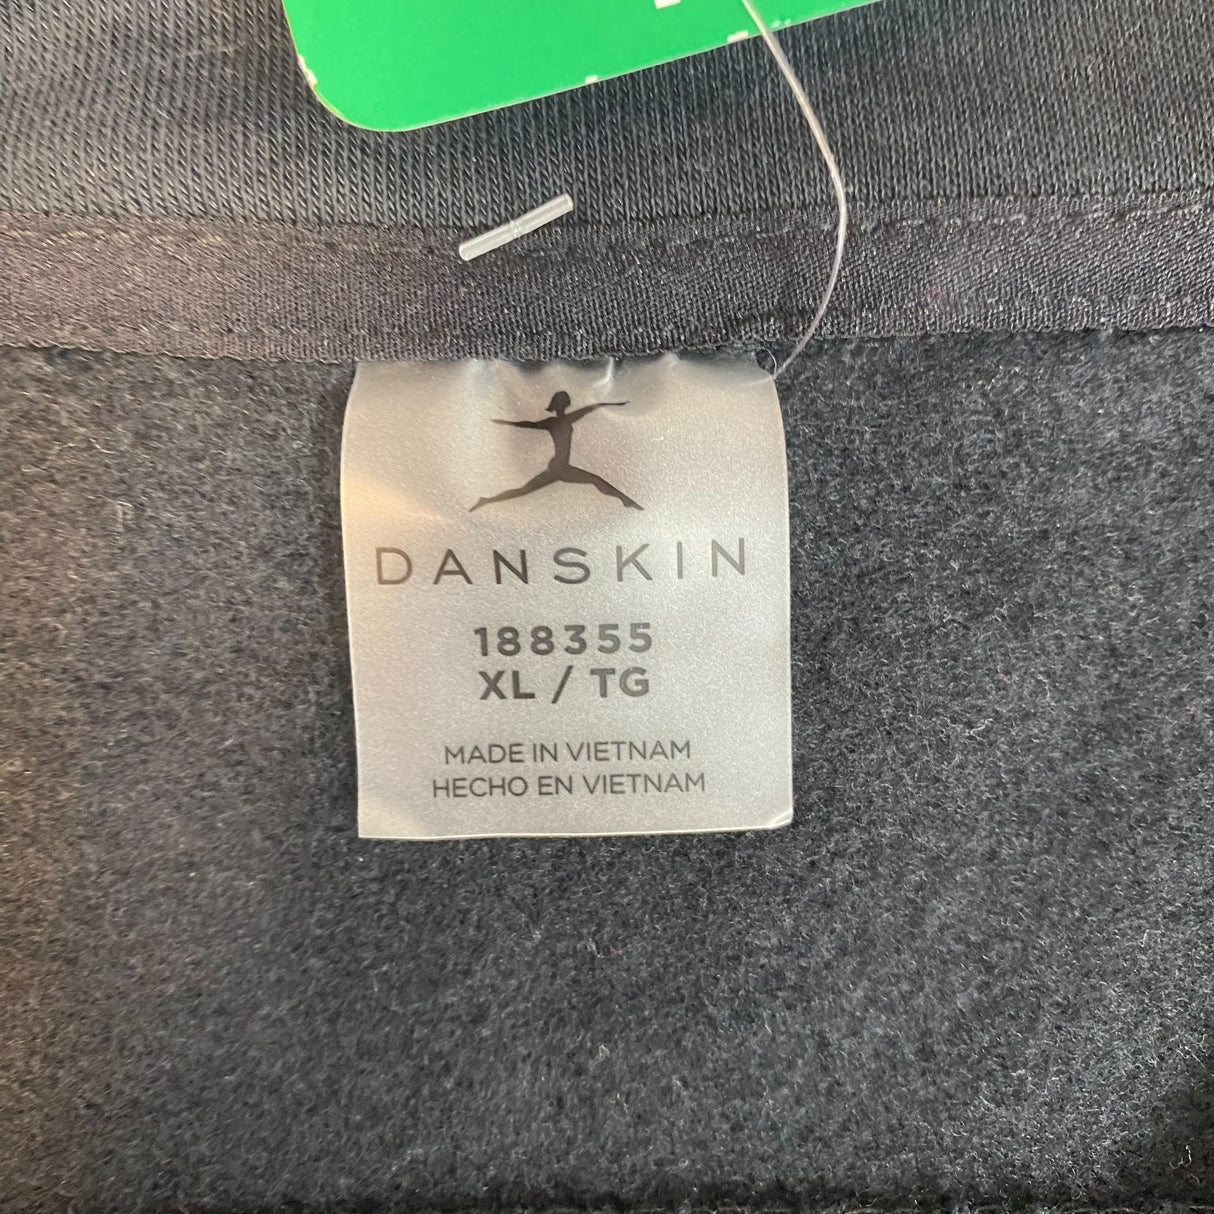 DANSKIN
188355
XL / TG
MADE IN VIETNAM
HECHO EN VIETNAM